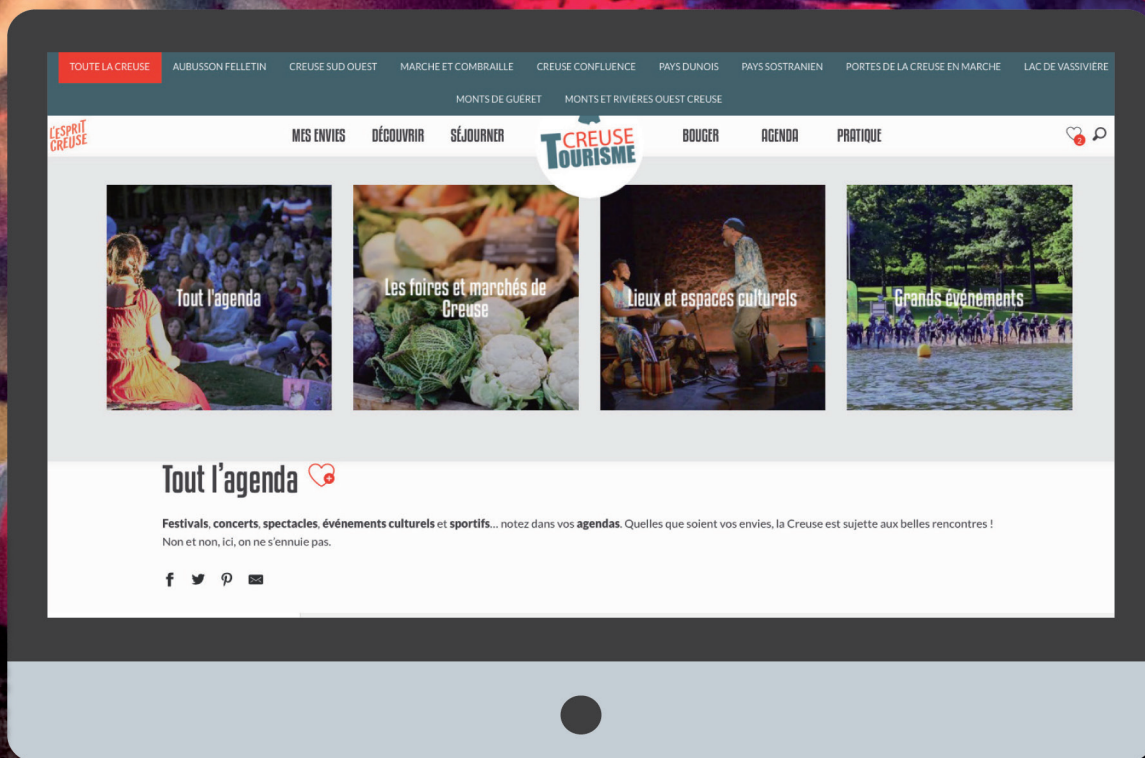 TOUTE LA CREUSE AUBUSSON FELLETIN CREUSE SUD OUEST MARCHE ET COMBRAILLE CREUSE CONFLUENCE PAYS DUNOIS PAYS SOSTRANIEN PORTES DE LA CREUSE EN MARCHE LAC DE VASSIVIÈRE
MONTS DE GUÉRET MONTS ET RIVIÈRES OUEST CREUSE
L'ESPRIT
CREUSE
MES ENVIES DÉCOUVRIR SÉJOURNER
CREUSE
TOURISME
BOUGER AGENDA PRATIQUE
2
Tout l'agenda
Les foires et marchés de
Creuse
Lieux et espaces culturels
Grands événements
Tout l'agenda
Festivals, concerts, spectacles, événements culturels et sportifs... notez dans vos agendas. Quelles que soient vos envies, la Creuse est sujette aux belles rencontres !
Non et non, ici, on ne s'ennuie pas.